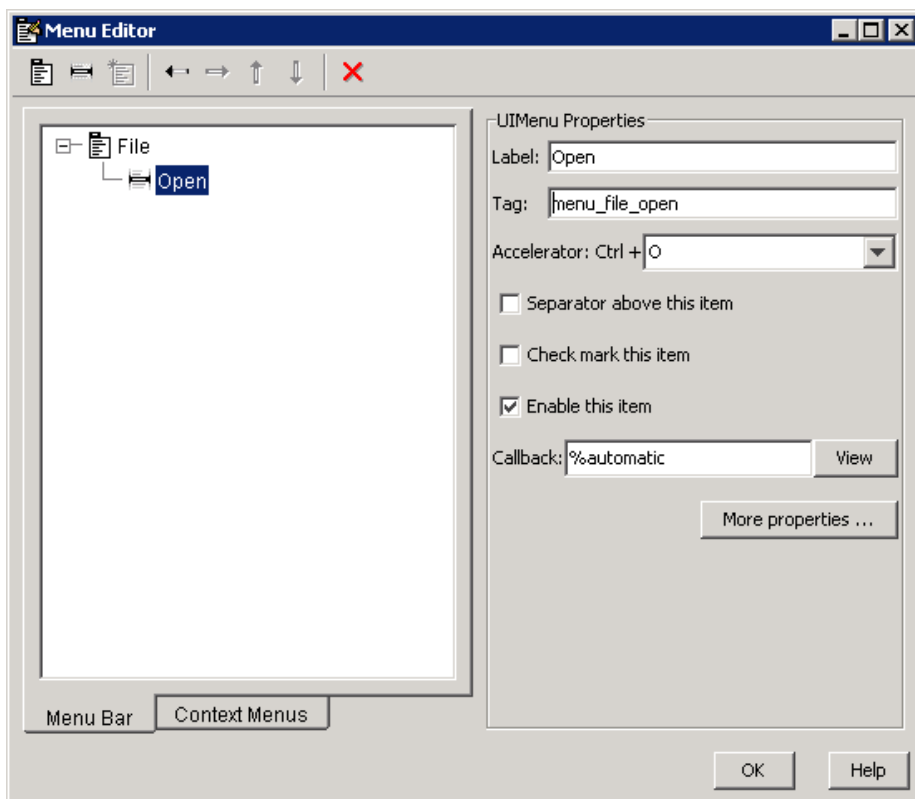 Menu Editor
File
Open
UIMenu Properties
Label: Open
Tag: menu_file_open
Accelerator: Ctrl + O
Separator above this item
Check mark this item
Enable this item
Callback: %automatic View
More properties ...
Menu Bar Context Menus
OK Help